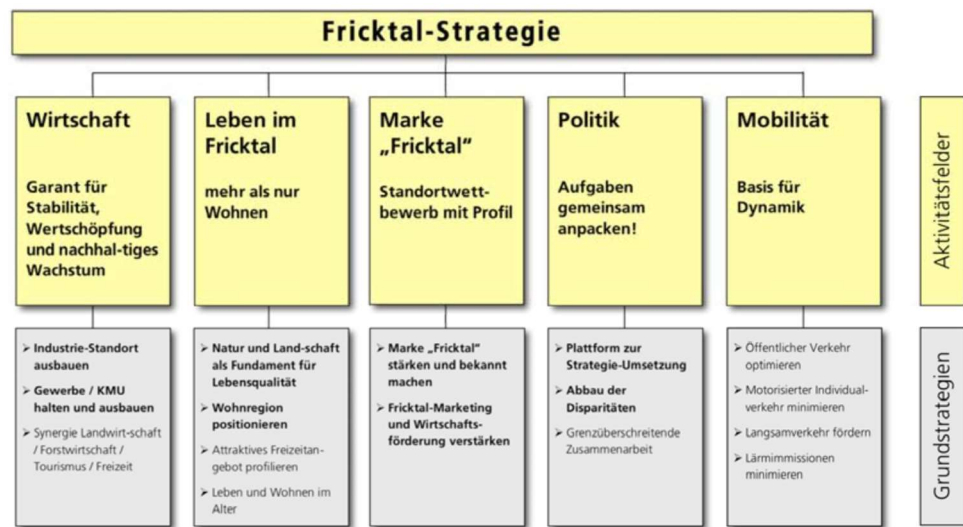 Fricktal-Strategie
Wirtschaft
Garant für
Stabilität,
Wertschöpfung
und nachhal-tiges
Wachstum
Leben im
Fricktal
mehr als nur
Wohnen
Marke
„Fricktal“
Standortwett-
bewerb mit Profil
Politik
Aufgaben
gemeinsam
anpacken!
Mobilität
Basis für
Dynamik
Aktivitätsfelder
➢ Industrie-Standort
ausbauen
➢ Gewerbe / KMU
halten und ausbauen
➢ Synergie Landwirt-schaft
/ Forstwirtschaft /
Tourismus / Freizeit
➢ Natur und Land-schaft
als Fundament für
Lebensqualität
➢ Wohnregion
positionieren
➢ Attraktives Freizeitan-
gebot profilieren
➢ Leben und Wohnen im
Alter
➢ Marke „Fricktal“
stärken und bekannt
machen
➢ Fricktal-Marketing
und Wirtschafts-
förderung verstärken
➢ Plattform zur
Strategie-Umsetzung
➢ Abbau der
Disparitäten
➢ Grenzüberschreitende
Zusammenarbeit
➢ Öffentlicher Verkehr
optimieren
➢ Motorisierter Individual-
verkehr minimieren
➢ Langsamverkehr fördern
➢ Lärmimmissionen
minimieren
Grundstrategien